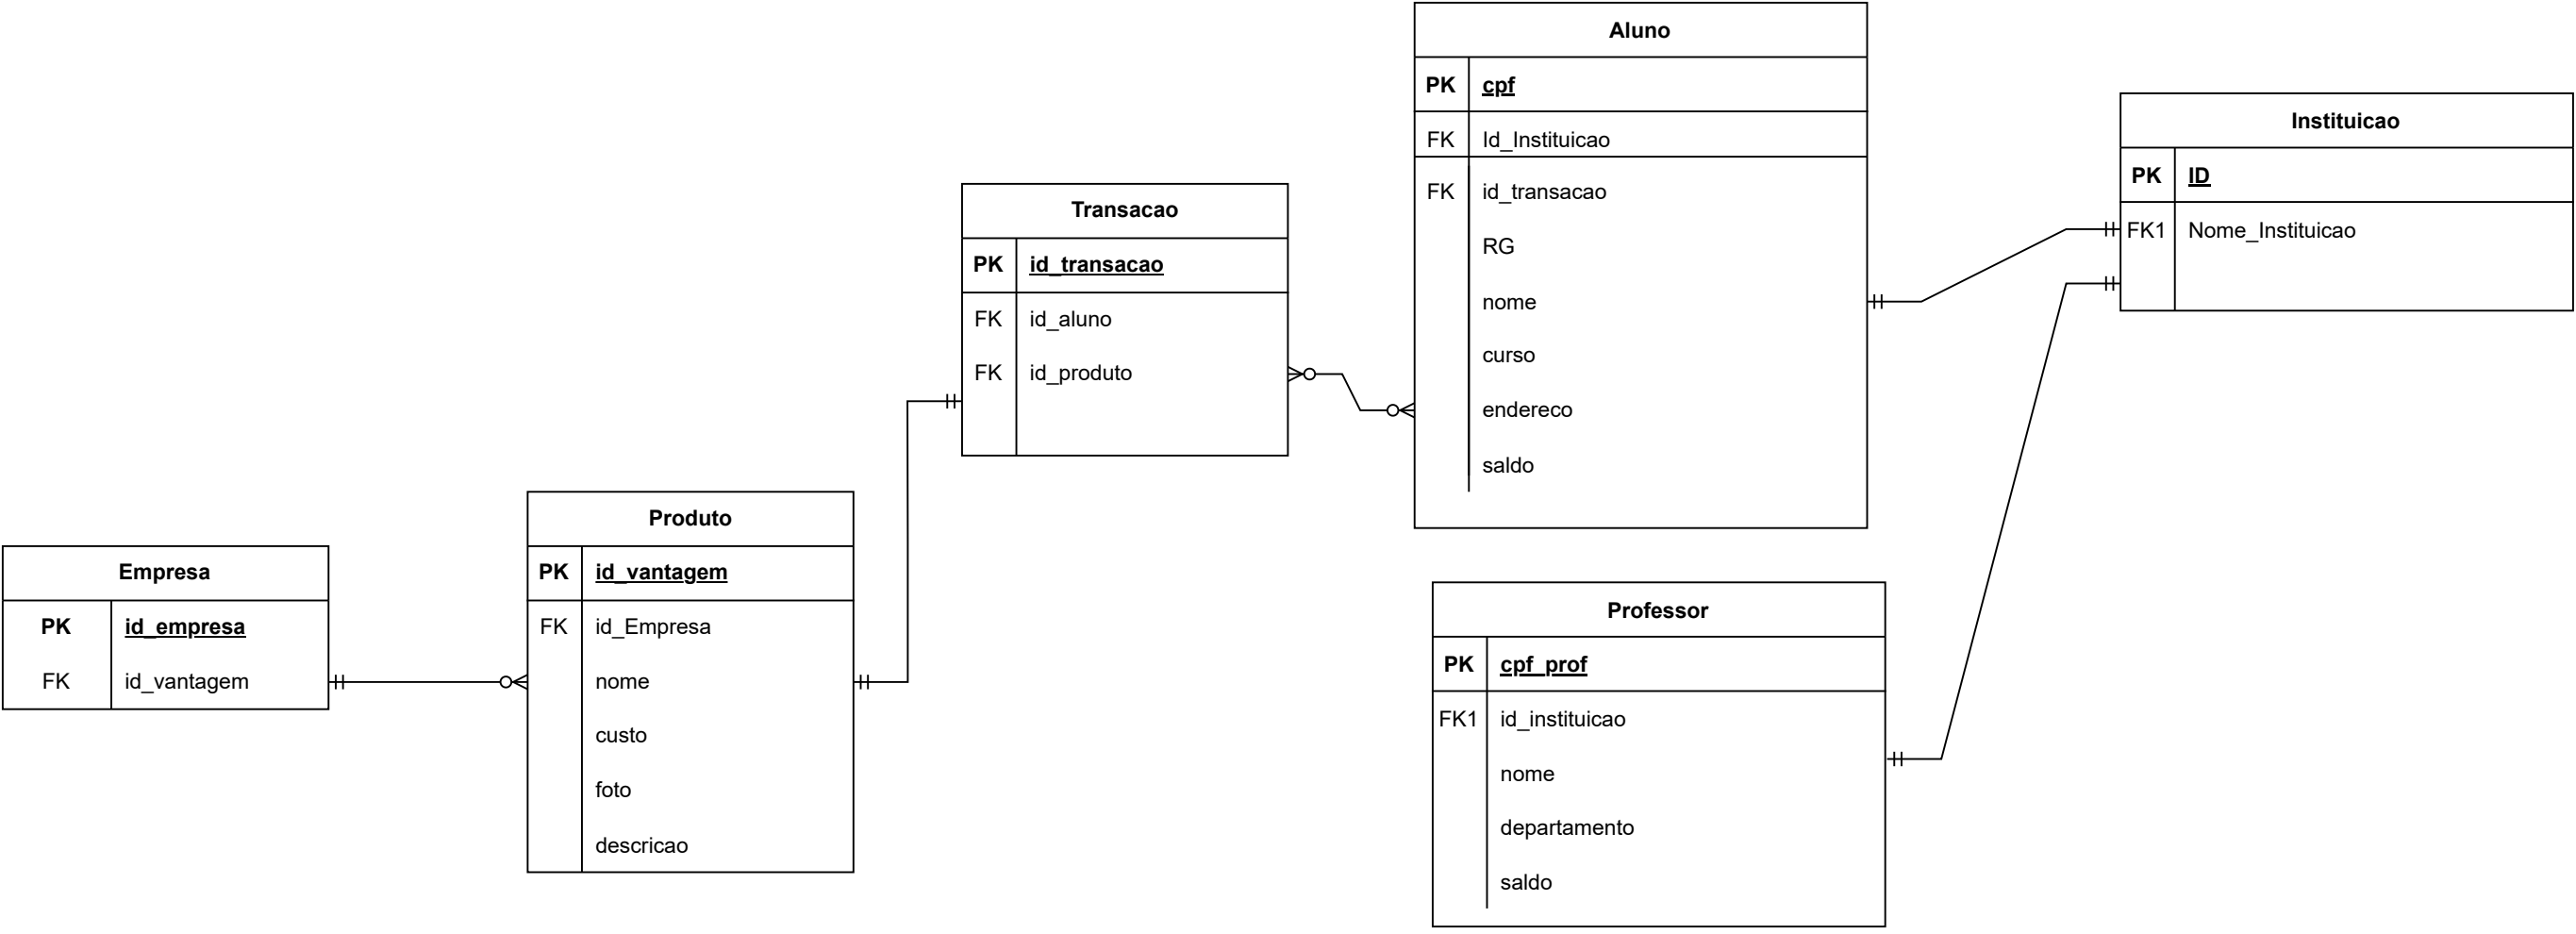 Empresa
PK id_empresa
FK id_vantagem
Produto
PK id_vantagem
FK id_Empresa
nome
custo
foto
descricao
Transacao
PK id_transacao
FK id_aluno
FK id_produto
Aluno
PK cpf
FK Id_Instituicao
FK id_transacao
RG
nome
curso
endereco
saldo
Professor
PK cpf_prof
FK1 id_instituicao
nome
departamento
saldo
Instituicao
PK ID
FK1 Nome_Instituicao